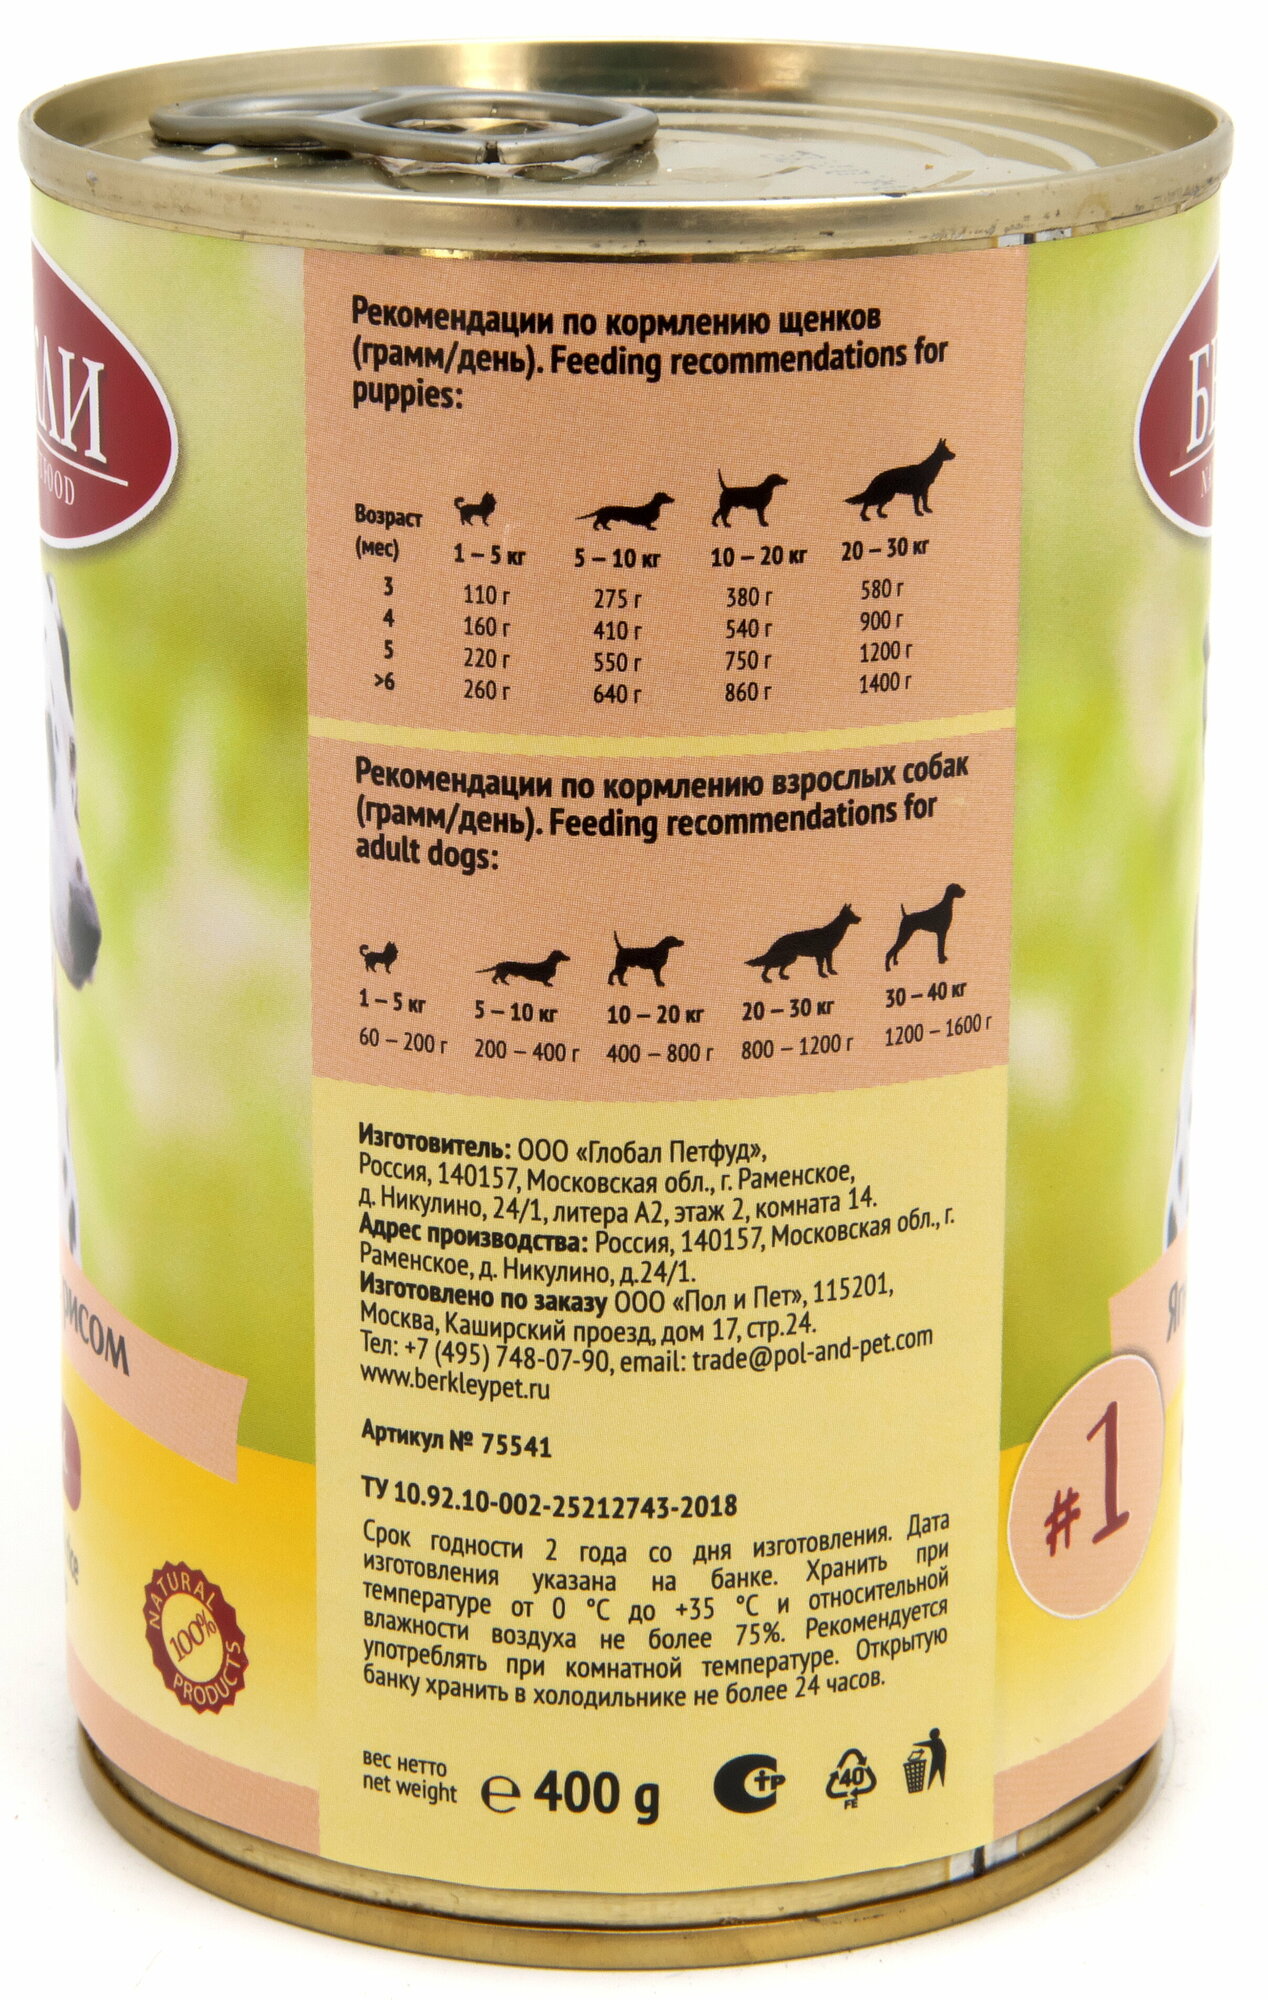 Рекомендации по кормлению щенков
(грамм/день). Feeding recommendations for
puppies:
Возраст
(мес) 1 – 5 кг 5 – 10 кг 10 – 20 кг 20 – 30 кг
3 110 г 275 г 380 г 580 г
4 160 г 410 г 540 г 900 г
5 220 г 550 г 750 г 1200 г
>6 260 г 640 г 860 г 1400 г
Рекомендации по кормлению взрослых собак
(грамм/день). Feeding recommendations for
adult dogs:
1 – 5 кг 5 – 10 кг 10 – 20 кг 20 – 30 кг 30 – 40 кг
60 – 200 г 200 – 400 г 400 – 800 г 800 – 1200 г 1200 – 1600 г
Изготовитель: ООО «Глобал Петфуд»,
Россия, 140157, Московская обл., г. Раменское,
д. Никулино, 24/1, литера А2, этаж 2, комната 14.
Адрес производства: Россия, 140157, Московская обл., г.
Раменское, д. Никулино, д.24/1.
Изготовлено по заказу ООО «Пол и Пет», 115201,
Москва, Каширский проезд, дом 17, стр.24.
Тел: +7 (495) 748-07-90, email: trade@pol-and-pet.com
www.berkleypet.ru
Артикул № 75541
ТУ 10.92.10-002-25212743-2018
Срок годности 2 года со дня изготовления. Дата
изготовления указана на банке. Хранить при
температуре от 0 °С до +35 °С и относительной
влажности воздуха не более 75%. Рекомендуется
употреблять при комнатной температуре. Открытую
банку хранить в холодильнике не более 24 часов.
вес нетто
net weight e 400 g
СТР
40
FE
рисом
NATURAL
100%
PRODUCTS
#1